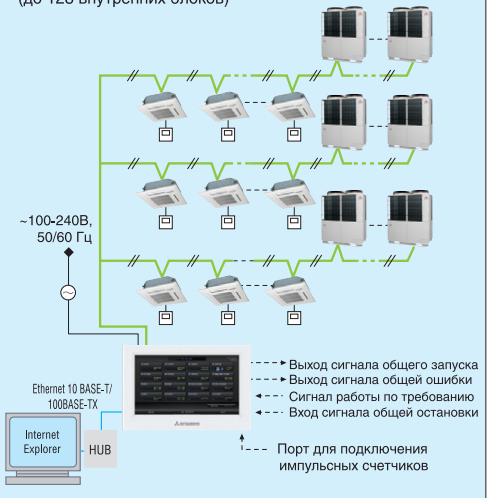 (до 128 внутренних блоков)
~100-240В,
50/60 Гц
Ethernet 10 BASE-T/
100BASE-TX
Internet
Explorer
HUB
Выход сигнала общего запуска
Выход сигнала общей ошибки
Сигнал работы по требованию
Вход сигнала общей остановки
Порт для подключения
импульсных счетчиков